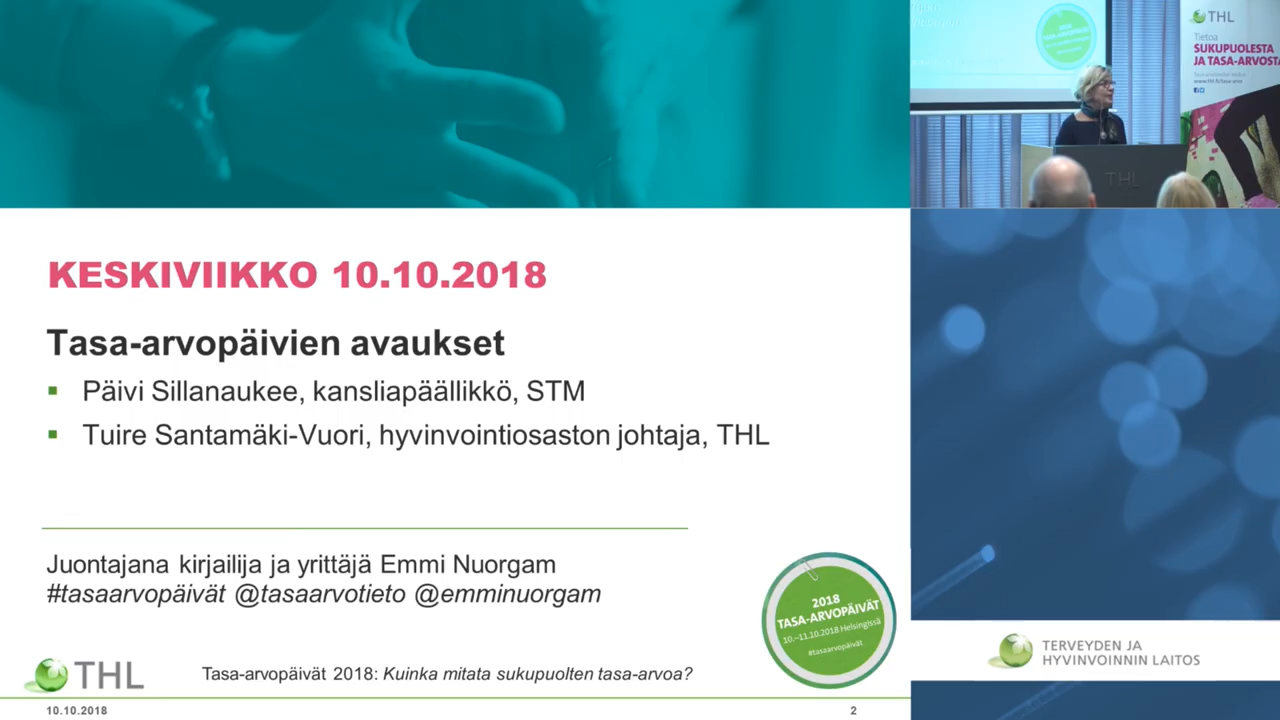 KESKIVIIKKO 10.10.2018
Tasa-arvopäivien avaukset
Päivi Sillanaukee, kansliapäällikkö, STM
Tuire Santamäki-Vuori, hyvinvointiosaston johtaja, THL
Juontajana kirjailija ja yrittäjä Emmi Nuorgam
#tasaarvopäivät @tasaarvotieto @emminuorgam
2018
TASA-ARVOPÄIVÄT
10.–11.10.2018 Helsingissä
#tasaarvopäivät
THL
Tasa-arvopäivät 2018: Kuinka mitata sukupuolten tasa-arvoa?
10.10.2018
2
THL
Tietoa
SUKUPUOLESTA
JA TASA-ARVOSTA
THL
TERVEYDEN JA
HYVINVOINNIN LAITOS